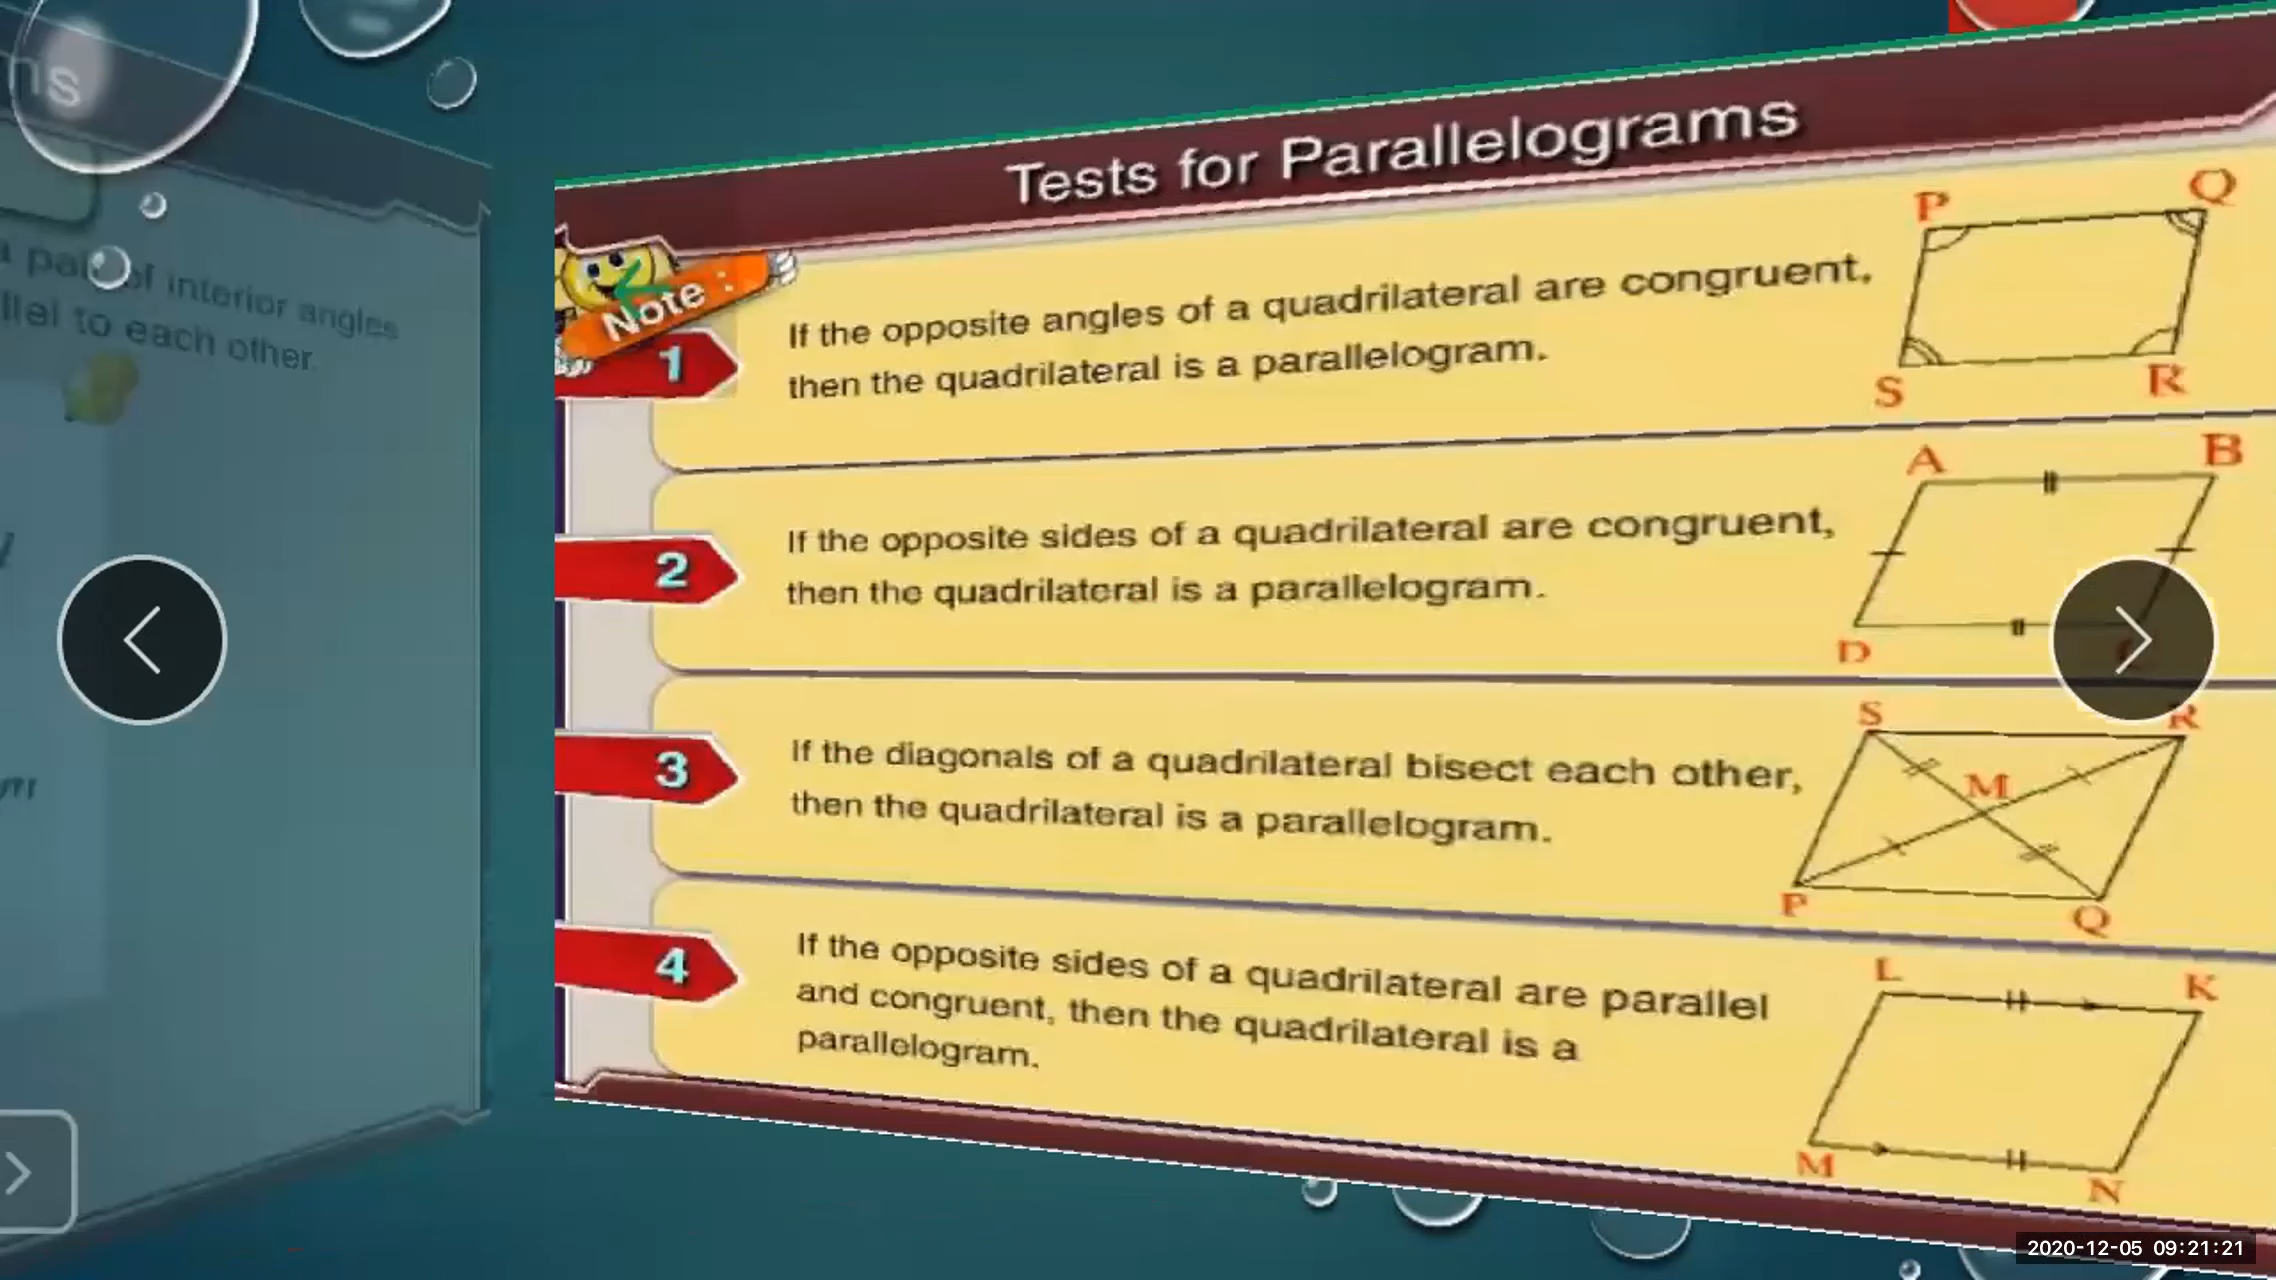 ns
pair of interior angles
to each other.
Tests for Parallelograms
Note :
1
If the opposite angles of a quadrilateral are congruent,
then the quadrilateral is a parallelogram.
P
Q
S
R
2
If the opposite sides of a quadrilateral are congruent,
then the quadrilateral is a parallelogram.
A
B
D
C
3
If the diagonals of a quadrilateral bisect each other,
then the quadrilateral is a parallelogram.
S
R
M
P
Q
4
If the opposite sides of a quadrilateral are parallel
and congruent, then the quadrilateral is a
parallelogram.
L
K
M
N
2020-12-05 09:21:21